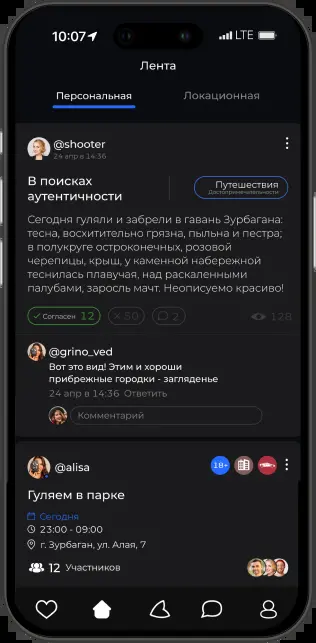 10:07 LTE
Лента
Персональная Локационная
@shooter
24 апр в 14:36
В поисках
аутентичности
Путешествия
Достопримечательности
Сегодня гуляли и забрели в гавань Зурбагана:
тесна, восхитительно грязна, пыльна и пестра;
в полукруге остроконечных, розовой
черепицы, крыш, у каменной набережной
теснилась плавучая, над раскаленными
палубами, заросль мачт. Неописуемо красиво!
Согласен 12 50 2 128
@grino_ved
Вот это вид! Этим и хороши
прибрежные городки - загляденье
24 апр в 14:36 Ответить
Комментарий
@alisa 18+
Гуляем в парке
Сегодня
23:00 - 09:00
г. Зурбаган, ул. Алая, 7
12 Участников